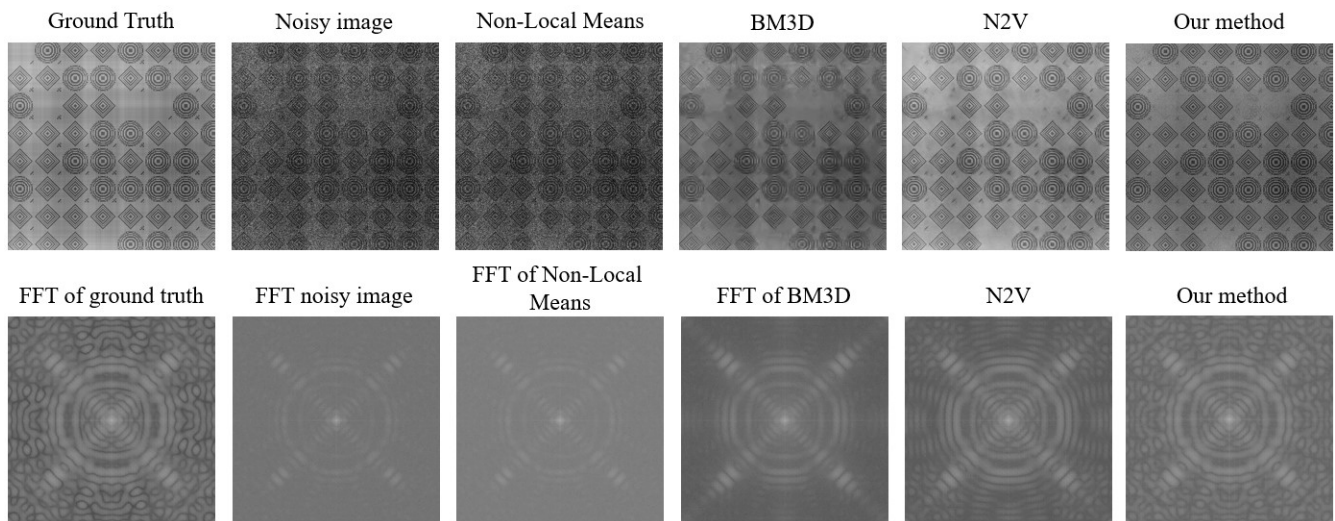 Ground Truth
Noisy image
Non-Local Means
BM3D
N2V
Our method
FFT of ground truth
FFT noisy image
FFT of Non-Local
Means
FFT of BM3D
N2V
Our method